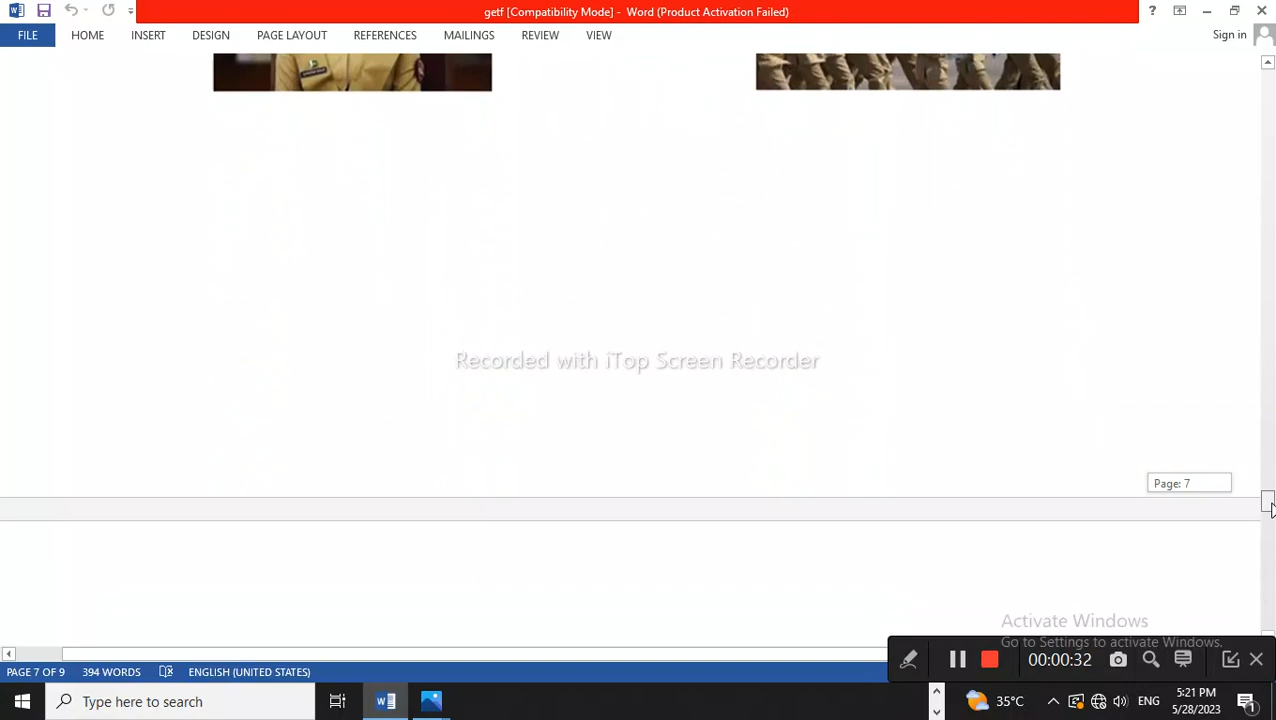 getf [Compatibility Mode] - Word (Product Activation Failed)
FILE HOME INSERT DESIGN PAGE LAYOUT REFERENCES MAILINGS REVIEW VIEW Sign in
Recorded with iTop Screen Recorder
Page: 7
Activate Windows
Go to Settings to activate Windows.
00:00:32
PAGE 7 OF 9 394 WORDS ENGLISH (UNITED STATES)
Type here to search
35°C ENG
5:21 PM
5/28/2023
1